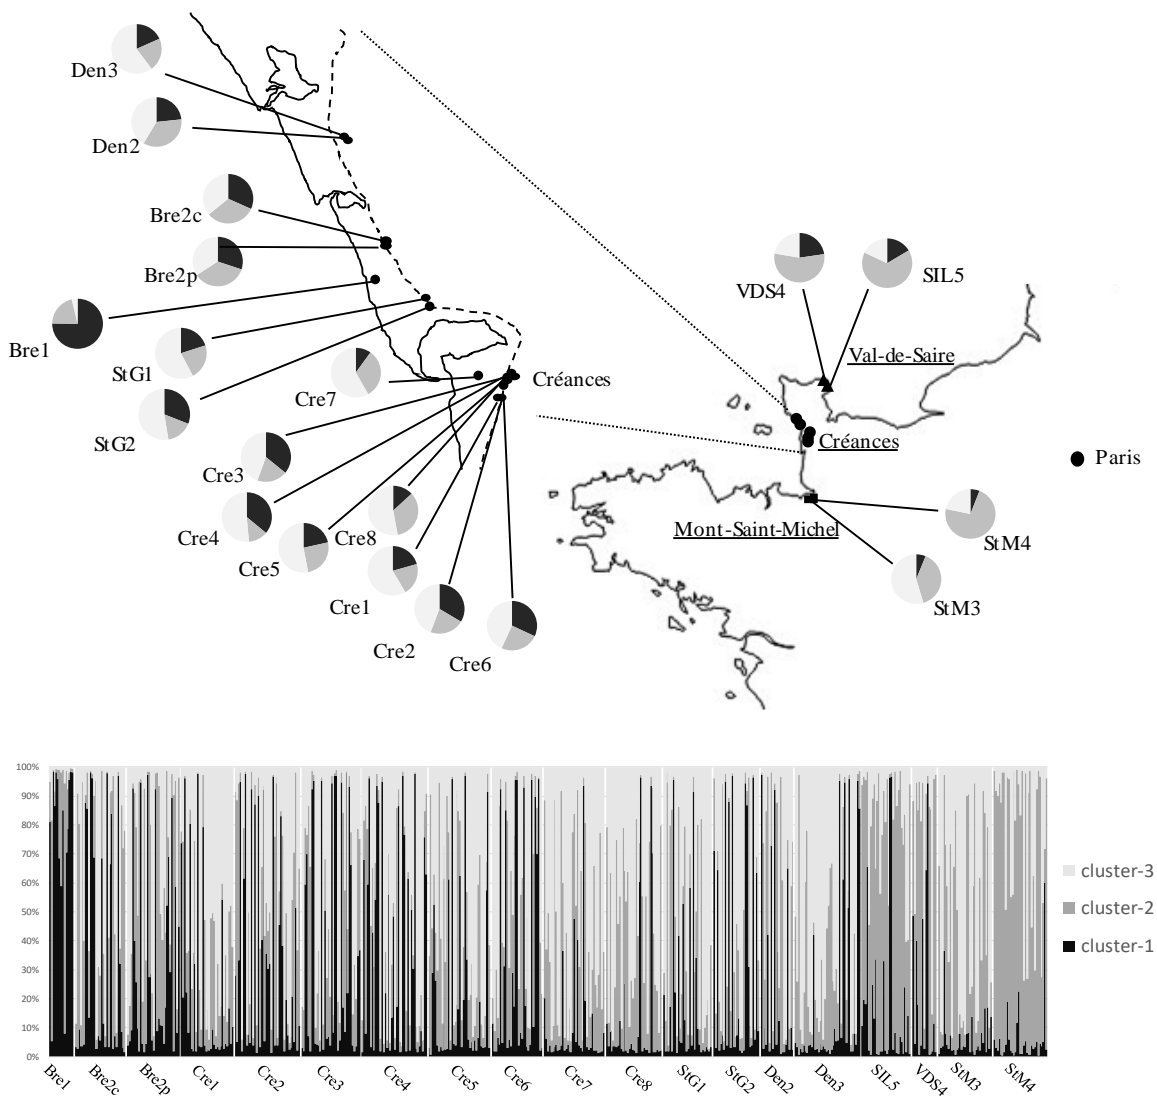 Den3
Den2
Bre2c
Bre2p
Bre1
StG1
StG2
Cre7
Créances
Cre3
Cre4
Cre5
Cre8
Cre1
Cre2
Cre6
VDS4
SIL5
Val-de-Saire
Créances
Paris
Mont-Saint-Michel
StM4
StM3
100%
90%
80%
70%
60%
50%
40%
30%
20%
10%
0%
cluster-3
cluster-2
cluster-1
Bre1 Bre2c Bre2p Cre1 Cre2 Cre3 Cre4 Cre5 Cre6 Cre7 Cre8 StG1 StG2 Den2 Den3 SIL5 VDS4 StM3 StM4